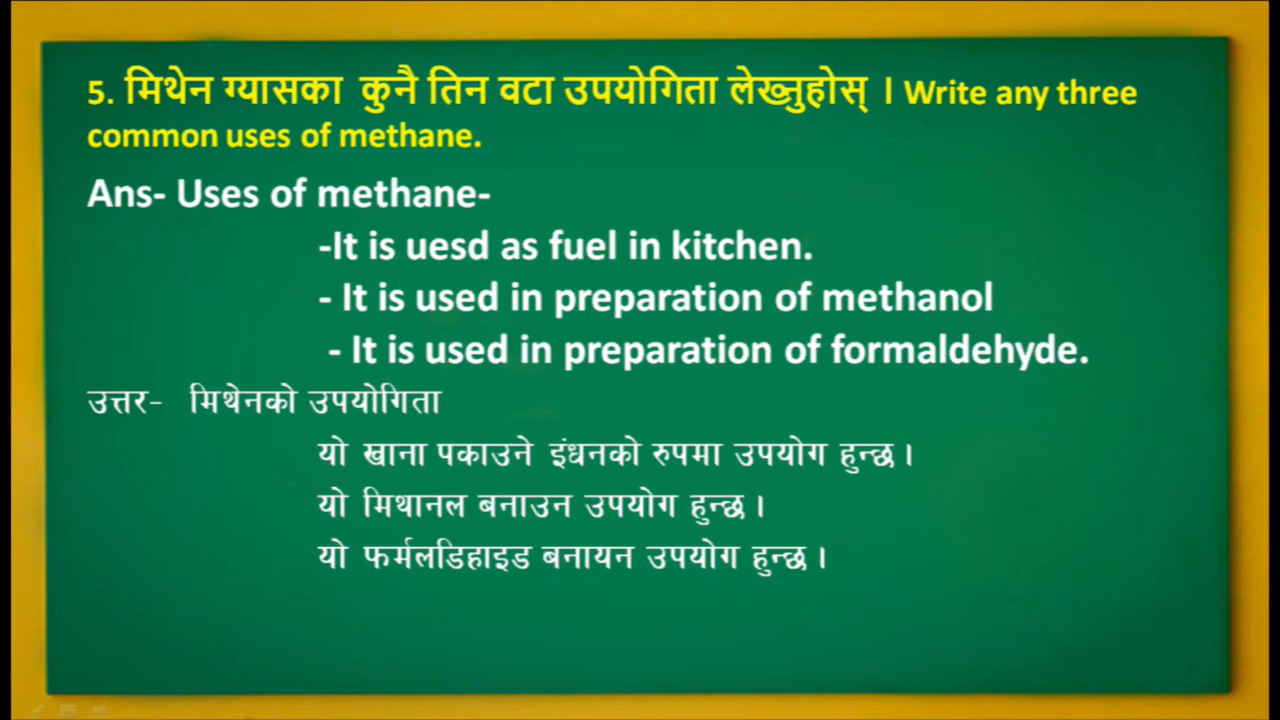 5. मिथेन ग्यासका कुनै तिन वटा उपयोगिता लेख्नुहोस् । Write any three
common uses of methane.
Ans- Uses of methane-
-It is uesd as fuel in kitchen.
- It is used in preparation of methanol
- It is used in preparation of formaldehyde.
उत्तर- मिथेनको उपयोगिता
यो खाना पकाउने इंधनको रुपमा उपयोग हुन्छ ।
यो मिथानल बनाउन उपयोग हुन्छ ।
यो फर्मलडिहाइड बनायन उपयोग हुन्छ ।